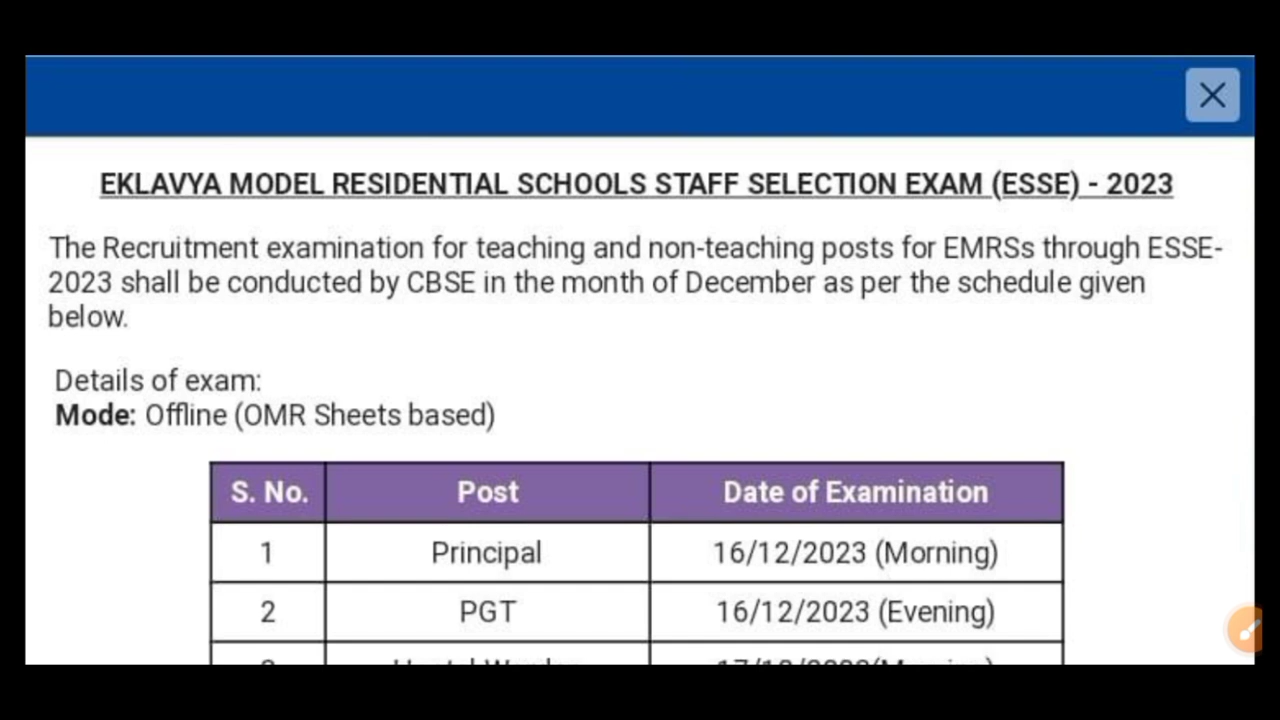 EKLAVYA MODEL RESIDENTIAL SCHOOLS STAFF SELECTION EXAM (ESSE) - 2023
The Recruitment examination for teaching and non-teaching posts for EMRSs through ESSE-
2023 shall be conducted by CBSE in the month of December as per the schedule given
below.
Details of exam:
Mode: Offline (OMR Sheets based)
S. No. Post Date of Examination
1 Principal 16/12/2023 (Morning)
2 PGT 16/12/2023 (Evening)